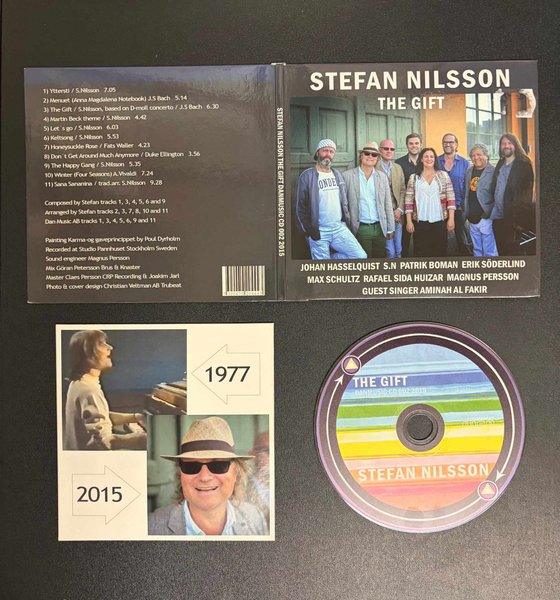 1) Yttersti / S.Nilsson 7.05
2) Menuet (Anna Magdalena Notebook) J.S Bach 5.14
3) The Gift / S.Nilsson, based on D-moll concerto / J.S Bach 6.30
4) Martin Beck theme / S.Nilsson 4.42
5) Let´s go / S.Nilsson 6.03
6) Keltsong / S.Nilsson 5.53
7) Honeysuckle Rose / Fats Waller 4.23
8) Don´t Get Around Much Anymore / Duke Ellington 3.56
9) The Happy Gang / S.Nilsson 5.35
10) Winter (Four Seasons) A.Vivaldi 7.24
11) Sana Sananina / trad.arr: S.Nilsson 9.28
Composed by Stefan tracks 1, 3, 4, 5, 6 and 9
Arranged by Stefan tracks 2, 3, 7, 8, 10 and 11
Dan Music AB tracks 1, 3, 4, 5, 6, 9 and 11
Painting Karma-og gaveprincippet by Poul Dyrholm
Recorded at Studio Pannhuset Stockholm Sweden
Sound engineer Magnus Persson
Mix Göran Petersson Brus & Knaster
Master Claes Persson CRP Recording & Joakim Jarl
Photo & cover design Christian Veltman AB Trubeat
STEFAN NILSSON THE GIFT DANMUSIC CD 002 2015
STEFAN NILSSON
THE GIFT
JOHAN HASSELQUIST S.N PATRIK BOMAN ERIK SÖDERLIND
MAX SCHULTZ RAFAEL SIDA HUIZAR MAGNUS PERSSON
GUEST SINGER AMINAH AL FAKIR
1977
2015
THE GIFT
DANMUSIC CD 002 2015
STEFAN NILSSON